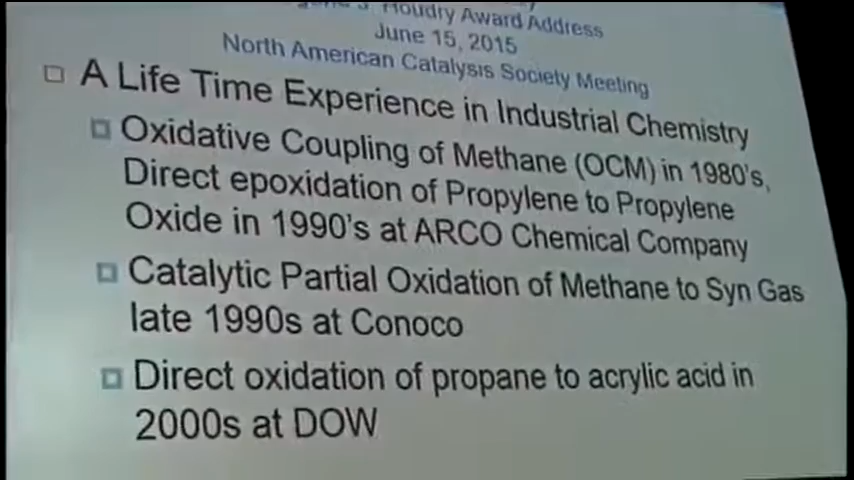 J. Houdry Award Address
June 15, 2015
North American Catalysis Society Meeting
A Life Time Experience in Industrial Chemistry
Oxidative Coupling of Methane (OCM) in 1980's,
Direct epoxidation of Propylene to Propylene
Oxide in 1990's at ARCO Chemical Company
Catalytic Partial Oxidation of Methane to Syn Gas
late 1990s at Conoco
Direct oxidation of propane to acrylic acid in
2000s at DOW